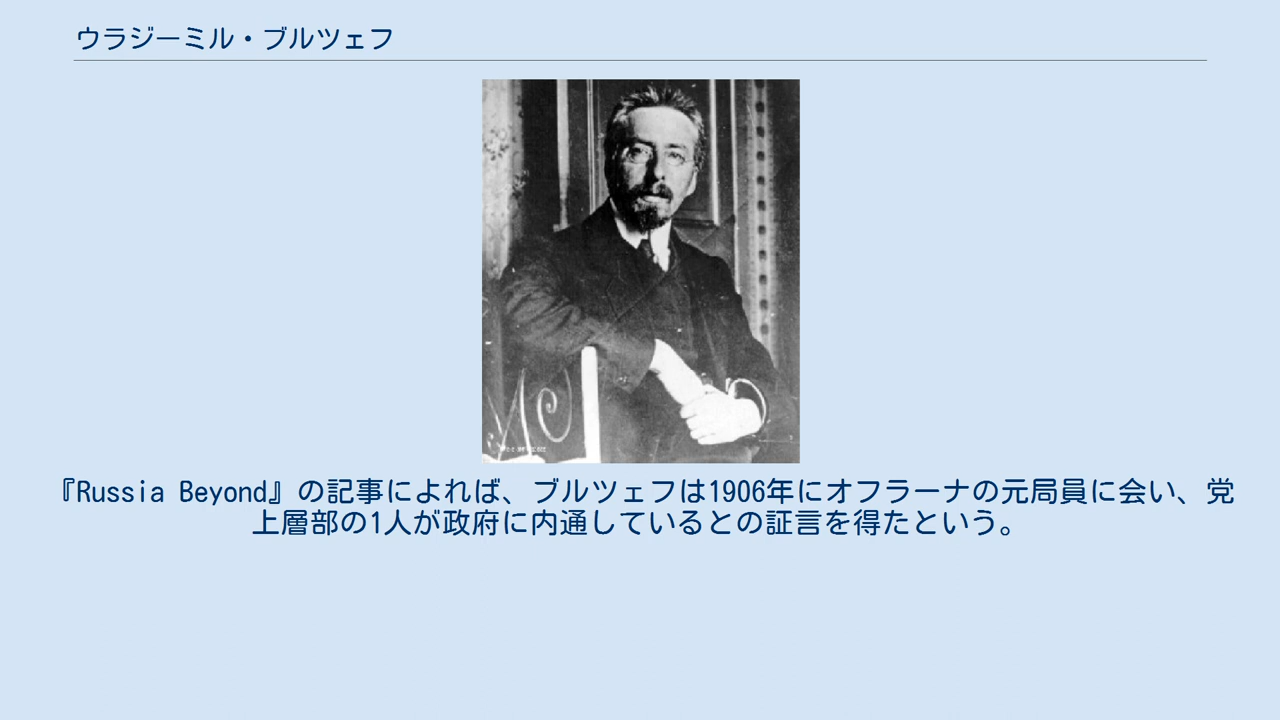 ウラジーミル・ブルツェフ
『Russia Beyond』の記事によれば、ブルツェフは1906年にオフラーナの元局員に会い、党
上層部の1人が政府に内通しているとの証言を得たという。